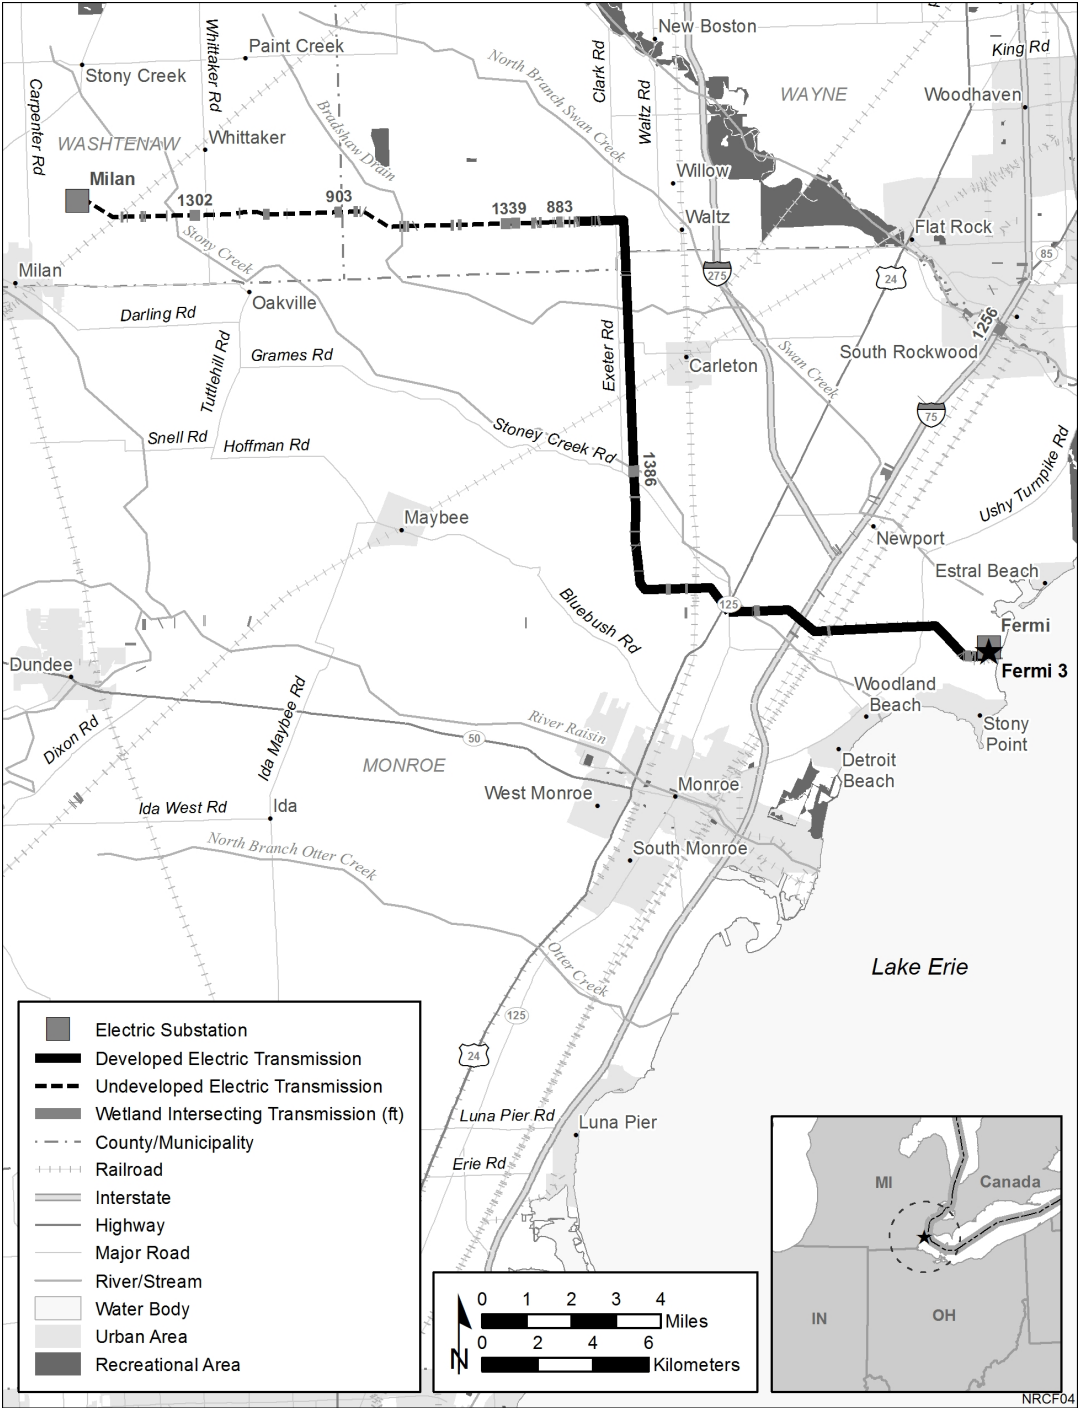 New Boston
King Rd
Paint Creek
Stony Creek
Whittaker Rd
Clark Rd
North Branch Swan Creek
Waltz Rd
WAYNE
Woodhaven
Carpenter Rd
Bradshaw Drain
WASHTENAW
Whittaker
Willow
Milan
1302
903
1339
883
Waltz
Flat Rock
Stony Creek
85
Milan
275
24
Oakville
Darling Rd
1256
Exeter Rd
Grames Rd
Tuttlehill Rd
Carleton
Swan Creek
South Rockwood
75
Snell Rd
Hoffman Rd
Stoney Creek Rd
1386
Ushy Turnpike Rd
Maybee
Newport
Estral Beach
Bluebush Rd
125
Fermi
Fermi 3
Dundee
Woodland
Beach
Ida Maybee Rd
Dixon Rd
River Raisin
50
Stony
Point
MONROE
Detroit
Beach
West Monroe
Monroe
Ida West Rd
Ida
North Branch Otter Creek
South Monroe
Otter Creek
Lake Erie
125
24
Luna Pier Rd
Luna Pier
Erie Rd
Electric Substation
Developed Electric Transmission
Undeveloped Electric Transmission
Wetland Intersecting Transmission (ft)
County/Municipality
Railroad
Interstate
Highway
Major Road
River/Stream
Water Body
Urban Area
Recreational Area
N
0 1 2 3 4
Miles
0 2 4 6
Kilometers
MI
Canada
IN
OH
NRCF04